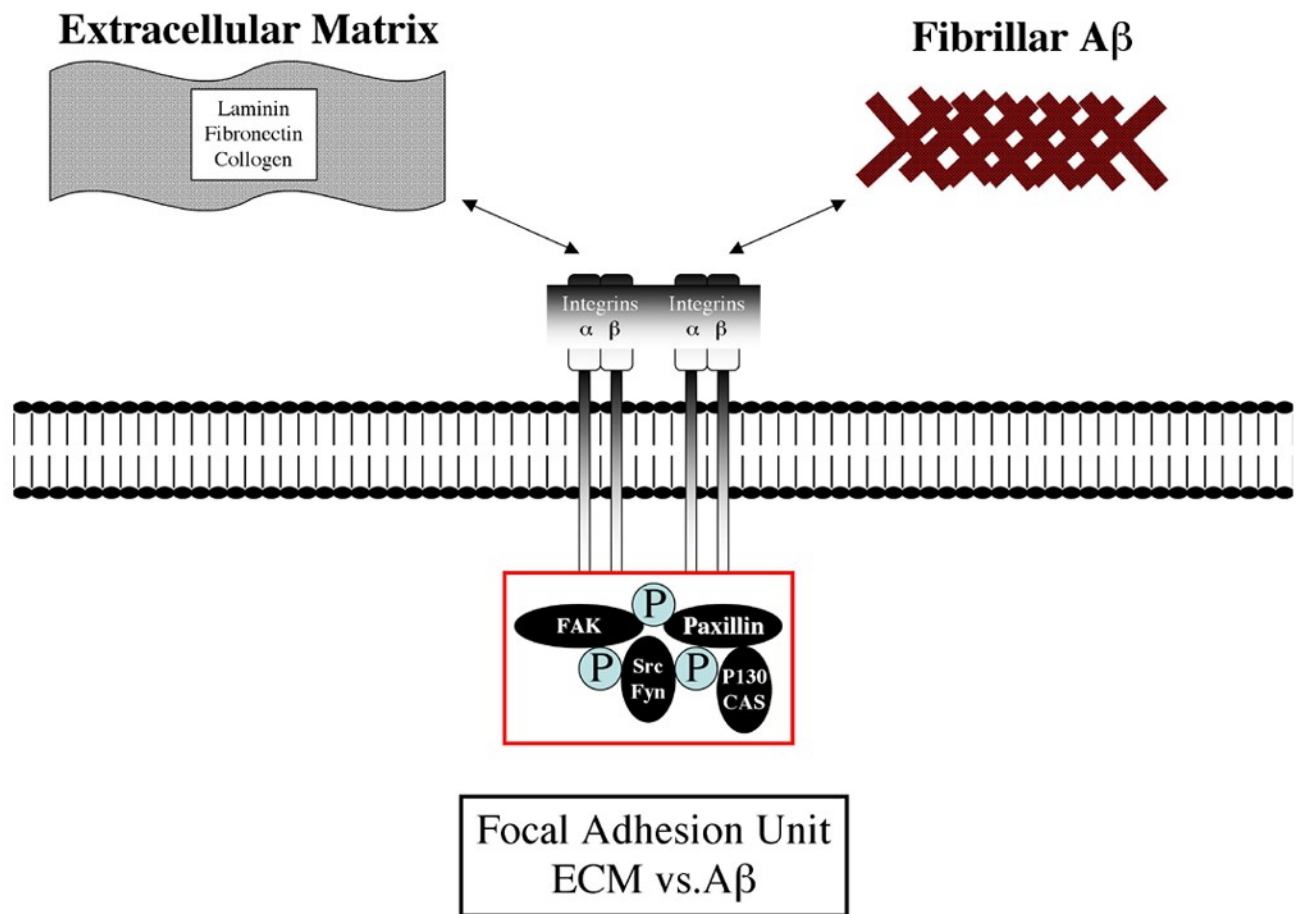 Extracellular Matrix
Laminin
Fibronectin
Collagen
Fibrillar Aβ
Integrins
α β
Integrins
α β
P
FAK
Paxillin
P
Src
Fyn
P
P130
CAS
Focal Adhesion Unit
ECM vs.Aβ